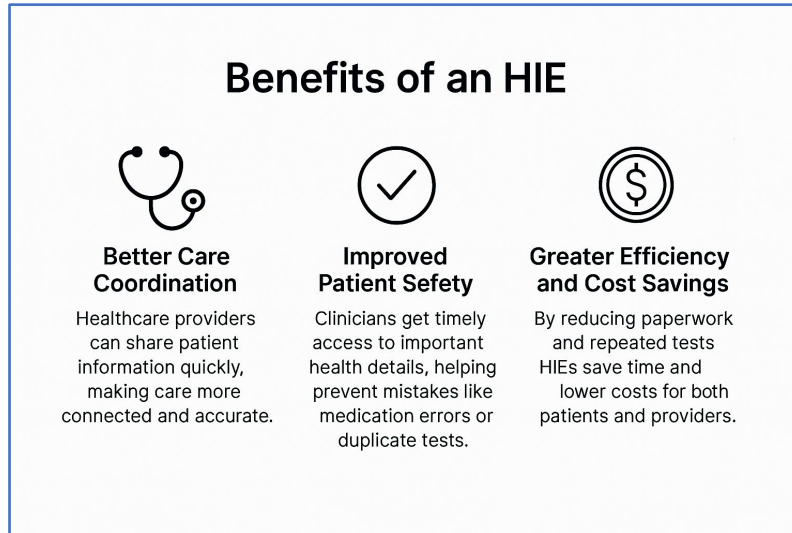 Benefits of an HIE
Better Care
Coordination
Healthcare providers
can share patient
information quickly,
making care more
connected and accurate.
Improved
Patient Sefety
Clinicians get timely
access to important
health details, helping
prevent mistakes like
medication errors or
duplicate tests.
Greater Efficiency
and Cost Savings
By reducing paperwork
and repeated tests
HIEs save time and
lower costs for both
patients and providers.